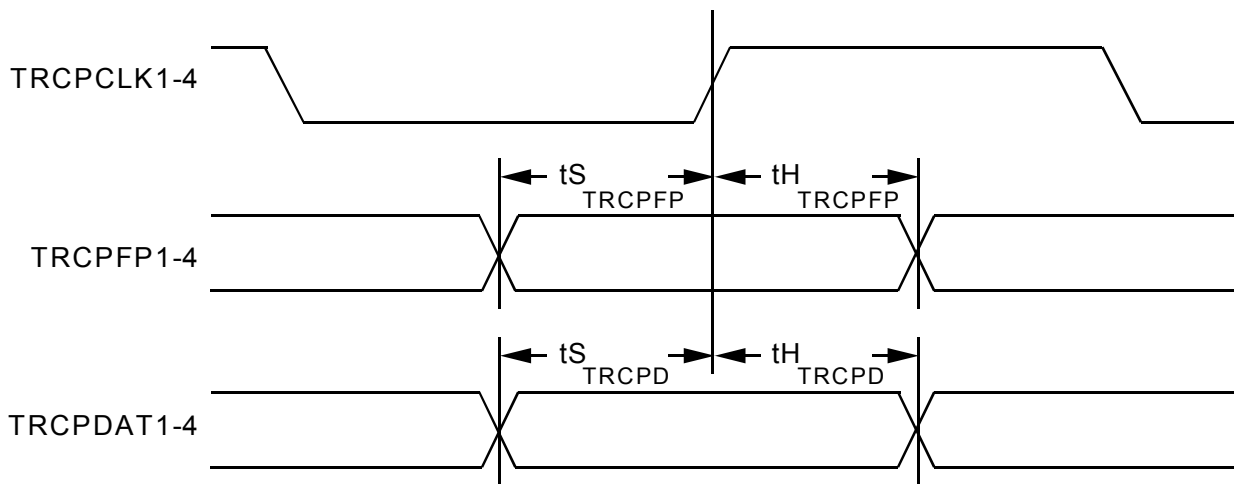 TRCPCLK1-4
tS TRCPFP tH TRCPFP
TRCPFP1-4
tS TRCPD tH TRCPD
TRCPDAT1-4